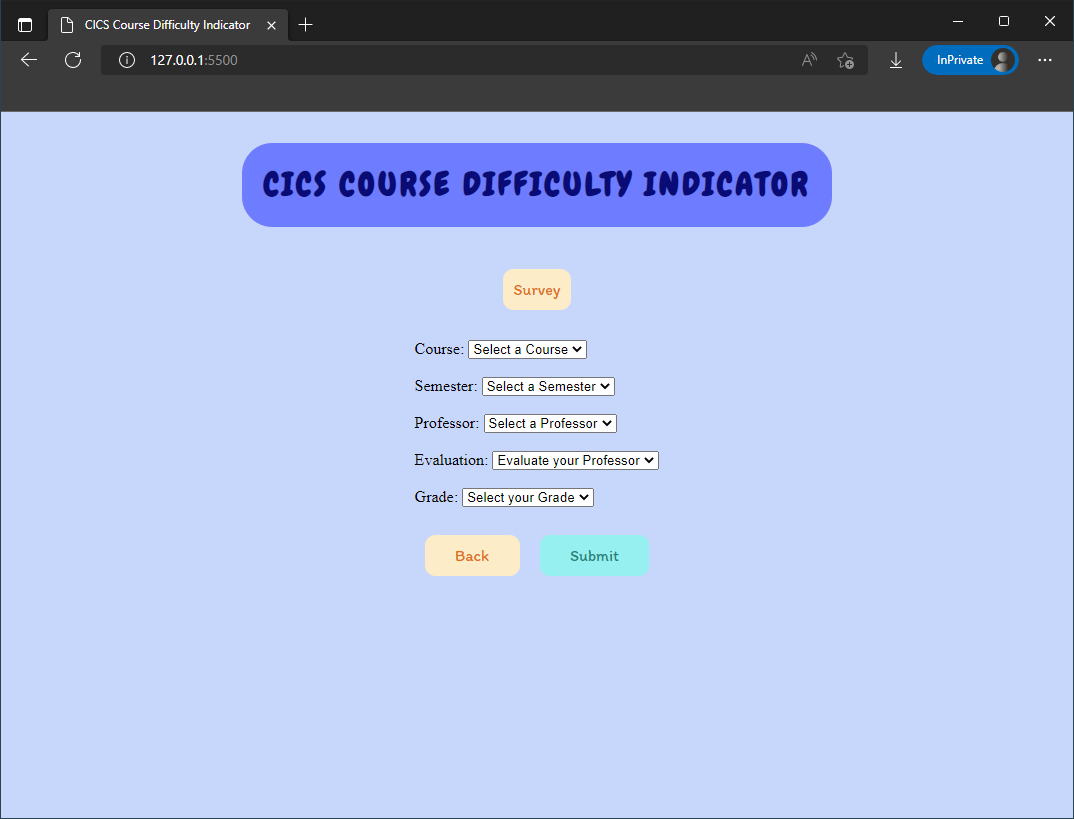 CICS Course Difficulty Indicator
127.0.0.1:5500
InPrivate
CICS COURSE DIFFICULTY INDICATOR
Survey
Course: Select a Course
Semester: Select a Semester
Professor: Select a Professor
Evaluation: Evaluate your Professor
Grade: Select your Grade
Back Submit